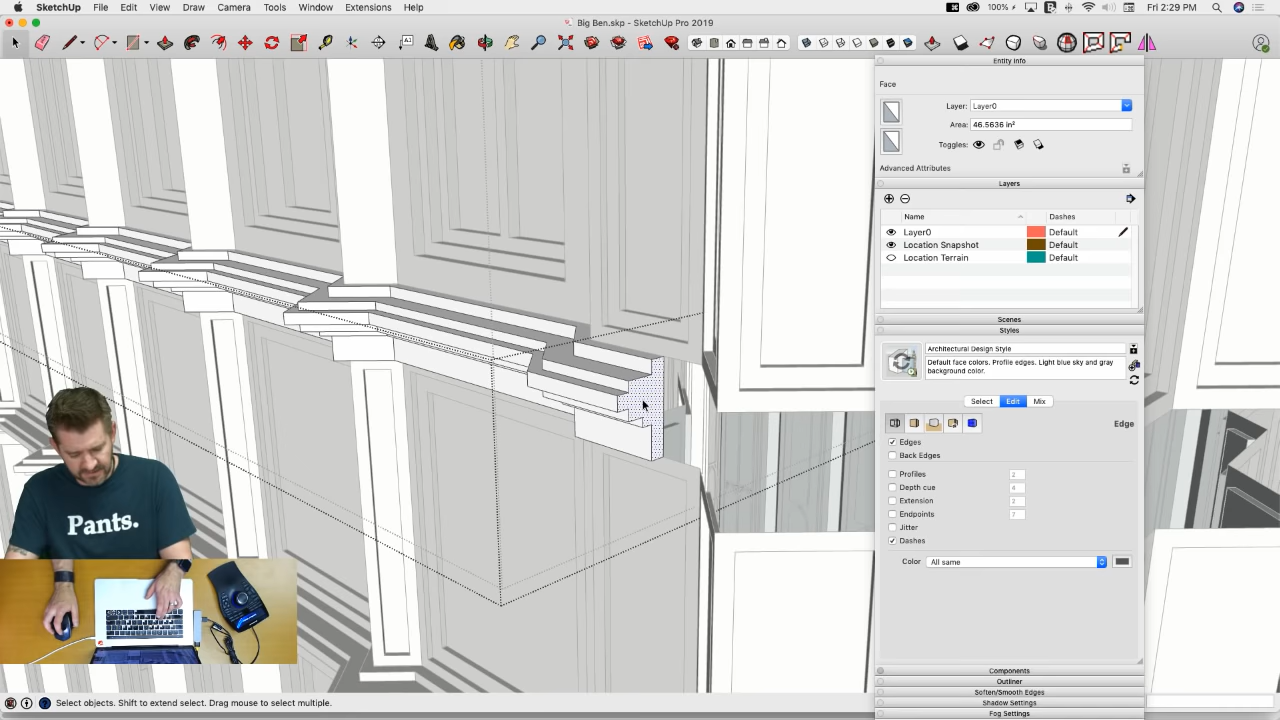 SketchUp File Edit View Draw Camera Tools Window Extensions Help 100% Fri 2:29 PM
Big Ben.skp - SketchUp Pro 2019
Entity Info
Face
Layer: Layer0
Area: 46.5636 in²
Toggles:
Advanced Attributes
Layers
Name Dashes
Layer0 Default
Location Snapshot Default
Location Terrain Default
Scenes
Styles
Architectural Design Style
Default face colors. Profile edges. Light blue sky and gray
background color.
Select Edit Mix
Edge
Edges
Back Edges
Profiles 2
Depth cue 4
Extension 2
Endpoints 7
Jitter
Dashes
Color All same
Components
Outliner
Soften/Smooth Edges
Shadow Settings
Fog Settings
Pants.
Select objects. Shift to extend select. Drag mouse to select multiple.